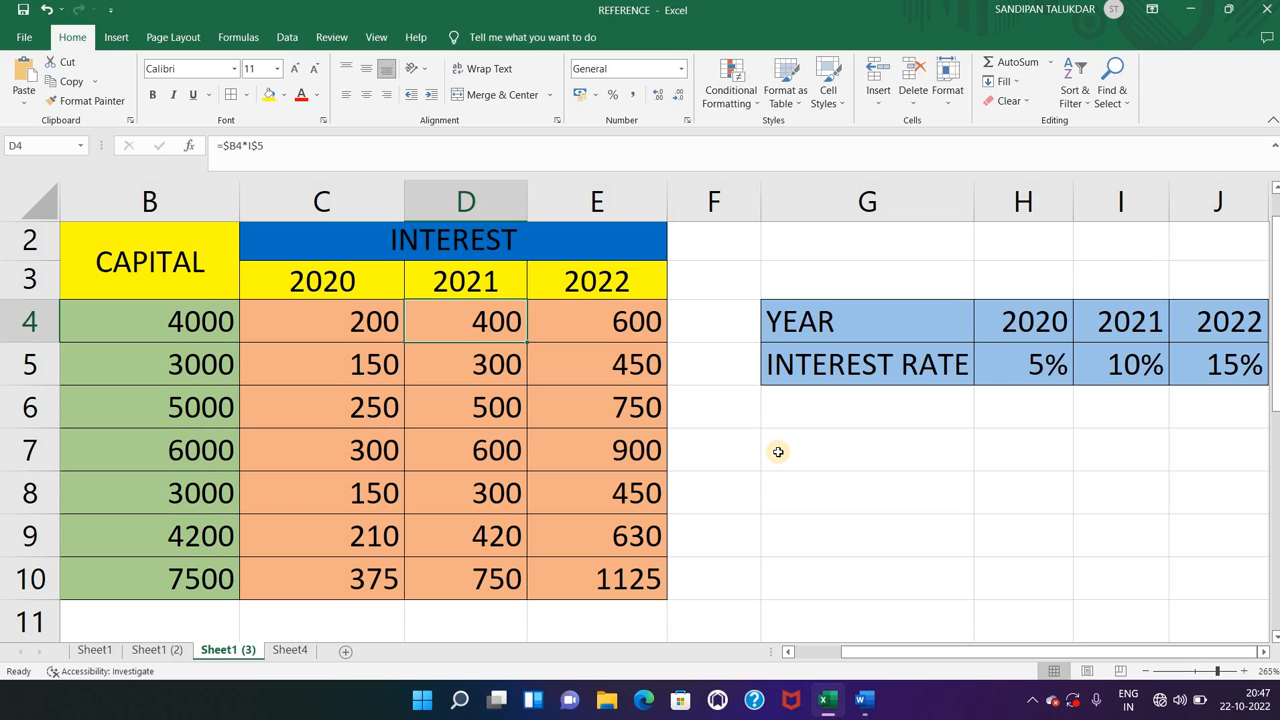 REFERENCE - Excel
SANDIPAN TALUKDAR ST
File Home Insert Page Layout Formulas Data Review View Help Tell me what you want to do
Paste Cut Copy Format Painter Clipboard
Calibri 11 A A B I U A Font
Wrap Text Merge & Center Alignment
General % , Number
Conditional Formatting Format as Table Cell Styles Styles
Insert Delete Format Cells
AutoSum Fill Clear Sort & Filter Find & Select Editing
D4 fx =$B4*I$5
B C D E F G H I J
2 CAPITAL INTEREST
3 2020 2021 2022
4 4000 200 400 600 YEAR 2020 2021 2022
5 3000 150 300 450 INTEREST RATE 5% 10% 15%
6 5000 250 500 750
7 6000 300 600 900
8 3000 150 300 450
9 4200 210 420 630
10 7500 375 750 1125
11
Sheet1 Sheet1 (2) Sheet1 (3) Sheet4
Ready Accessibility: Investigate 265%
ENG 20:47
IN 22-10-2022